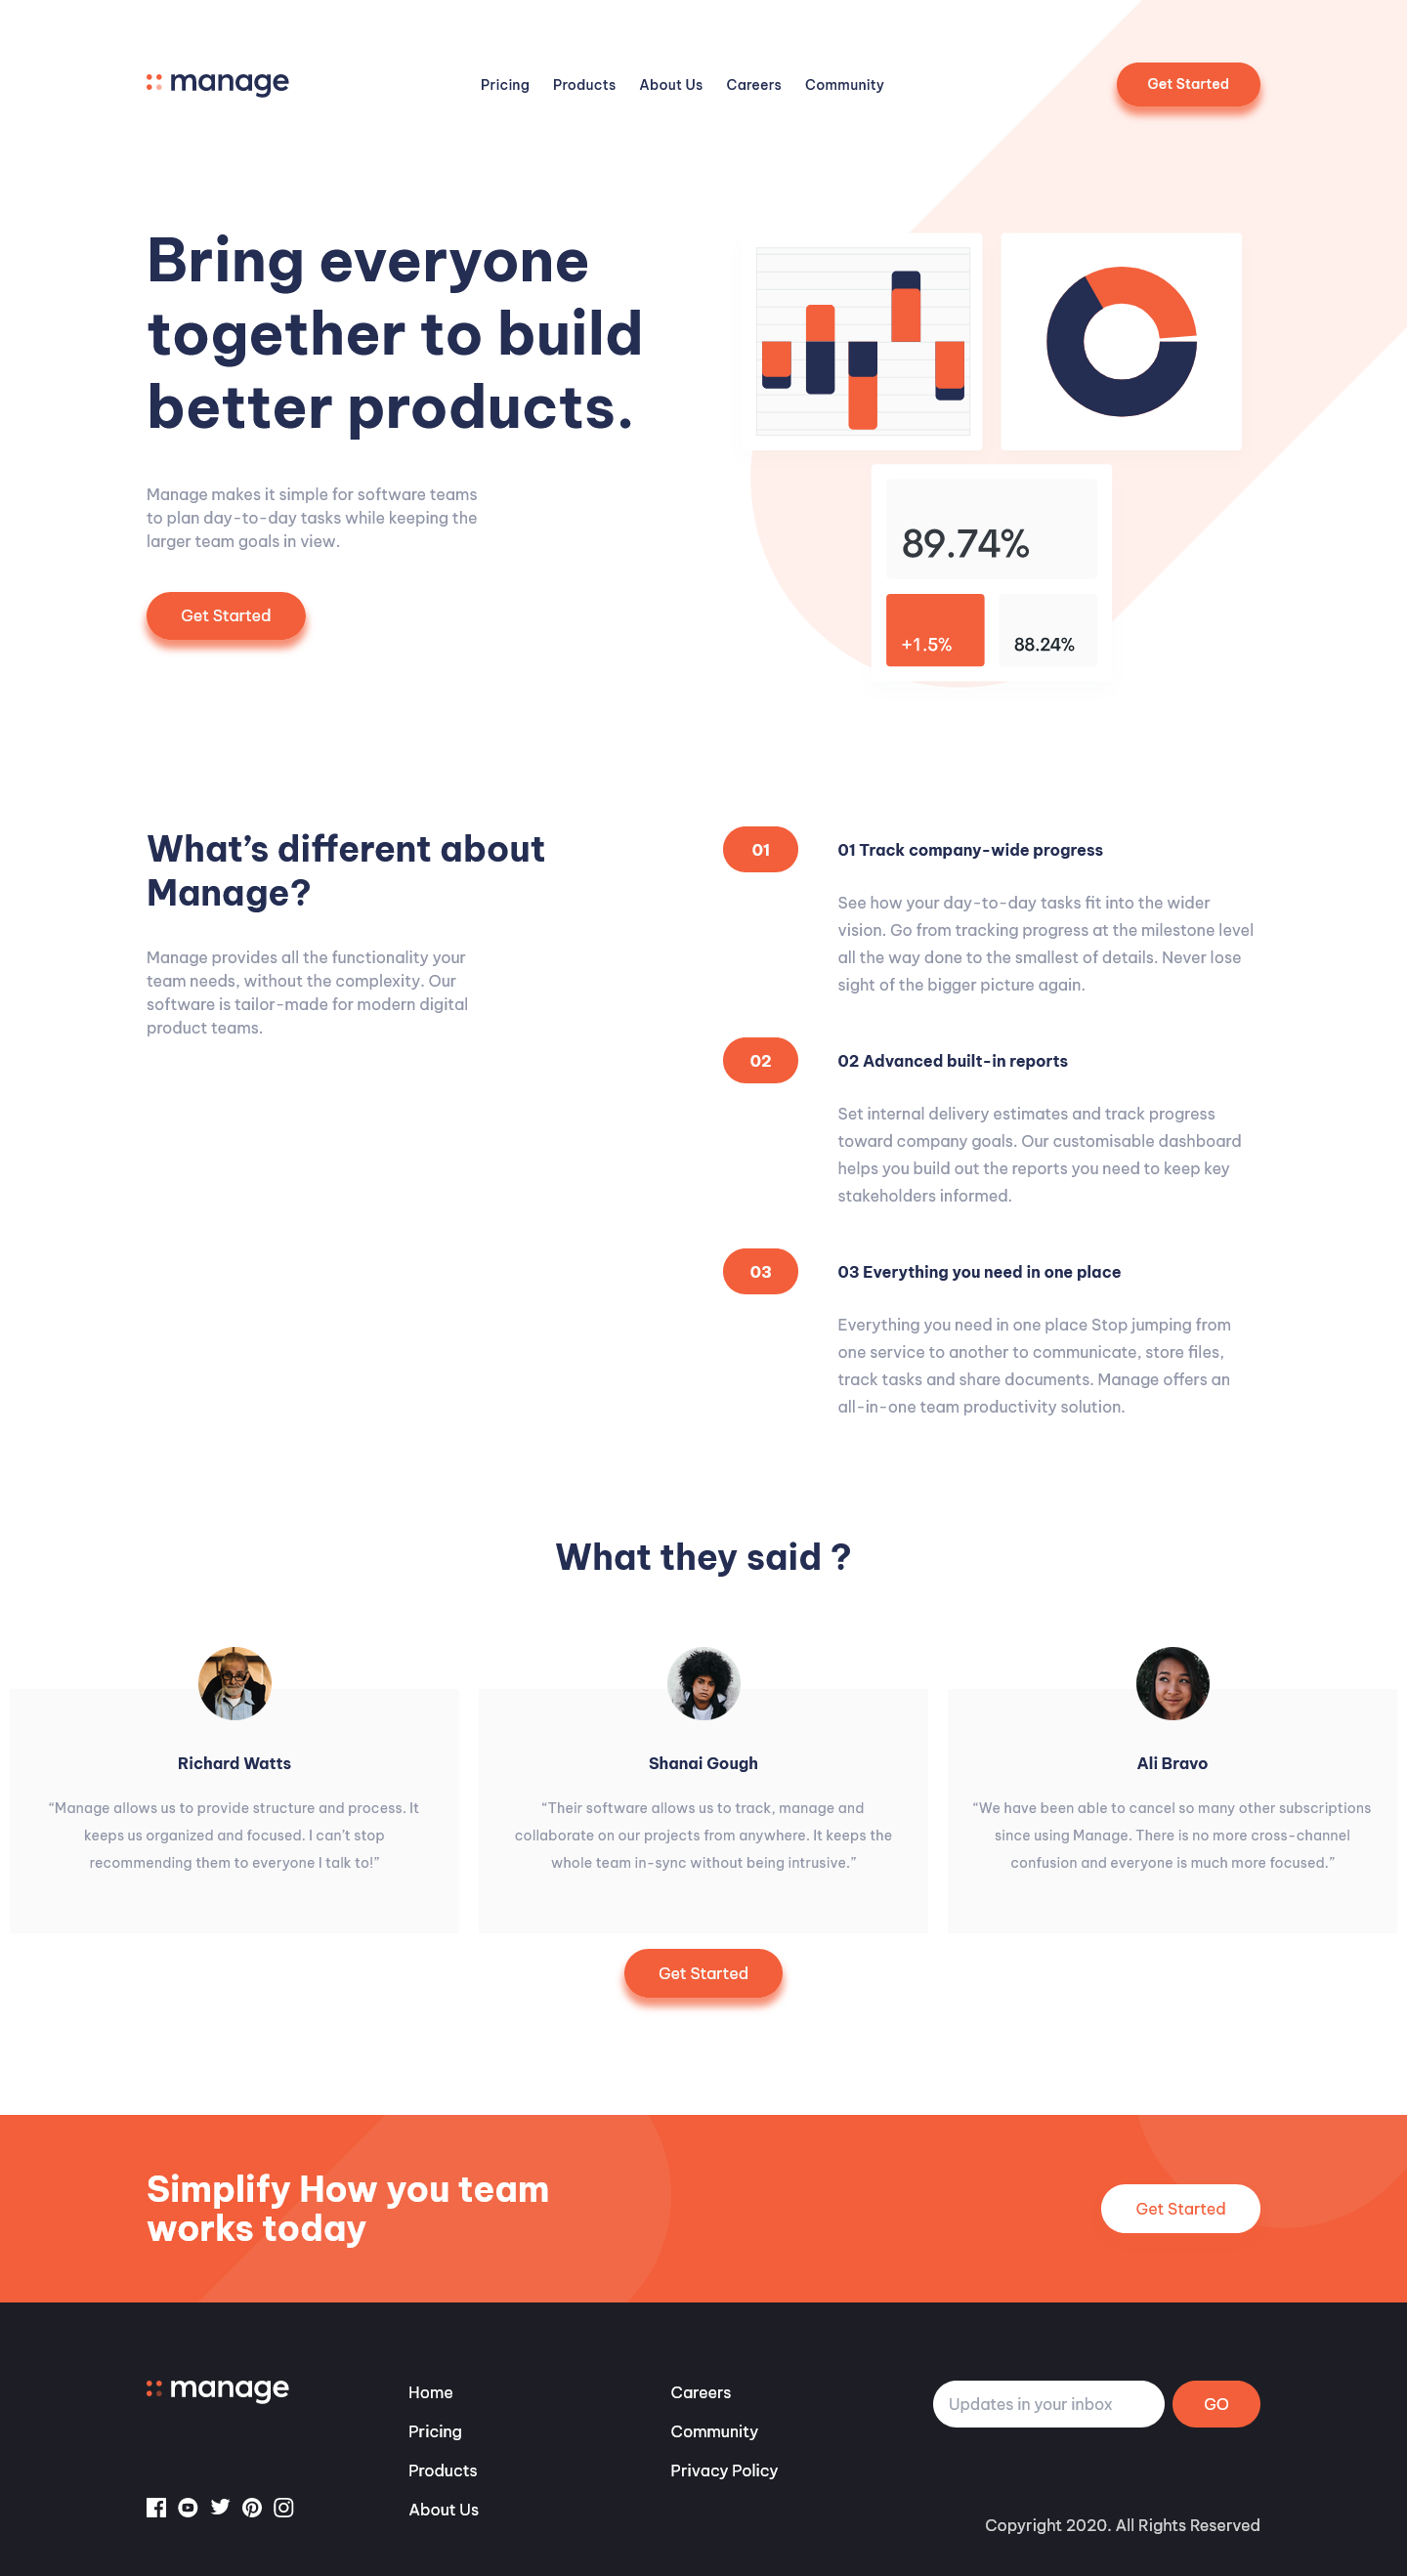 manage
Pricing Products About Us Careers Community
Get Started
Bring everyone
together to build
better products.
Manage makes it simple for software teams
to plan day-to-day tasks while keeping the
larger team goals in view.
Get Started
89.74%
+1.5%
88.24%
What’s different about
Manage?
Manage provides all the functionality your
team needs, without the complexity. Our
software is tailor-made for modern digital
product teams.
01
01 Track company-wide progress
See how your day-to-day tasks fit into the wider
vision. Go from tracking progress at the milestone level
all the way done to the smallest of details. Never lose
sight of the bigger picture again.
02
02 Advanced built-in reports
Set internal delivery estimates and track progress
toward company goals. Our customisable dashboard
helps you build out the reports you need to keep key
stakeholders informed.
03
03 Everything you need in one place
Everything you need in one place Stop jumping from
one service to another to communicate, store files,
track tasks and share documents. Manage offers an
all-in-one team productivity solution.
What they said ?
Richard Watts
“Manage allows us to provide structure and process. It
keeps us organized and focused. I can’t stop
recommending them to everyone I talk to!”
Shanai Gough
“Their software allows us to track, manage and
collaborate on our projects from anywhere. It keeps the
whole team in-sync without being intrusive.”
Ali Bravo
“We have been able to cancel so many other subscriptions
since using Manage. There is no more cross-channel
confusion and everyone is much more focused.”
Get Started
Simplify How you team
works today
Get Started
manage
Home
Pricing
Products
About Us
Careers
Community
Privacy Policy
Updates in your inbox
GO
Copyright 2020. All Rights Reserved